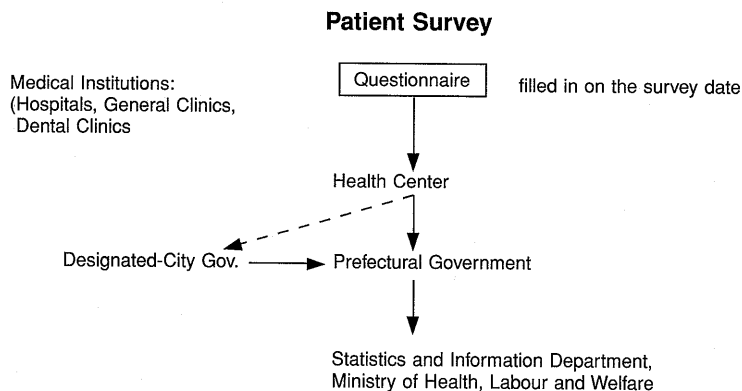 Patient Survey
Medical Institutions:
(Hospitals, General Clinics,
Dental Clinics
Questionnaire
filled in on the survey date
Health Center
Designated-City Gov.
Prefectural Government
Statistics and Information Department,
Ministry of Health, Labour and Welfare